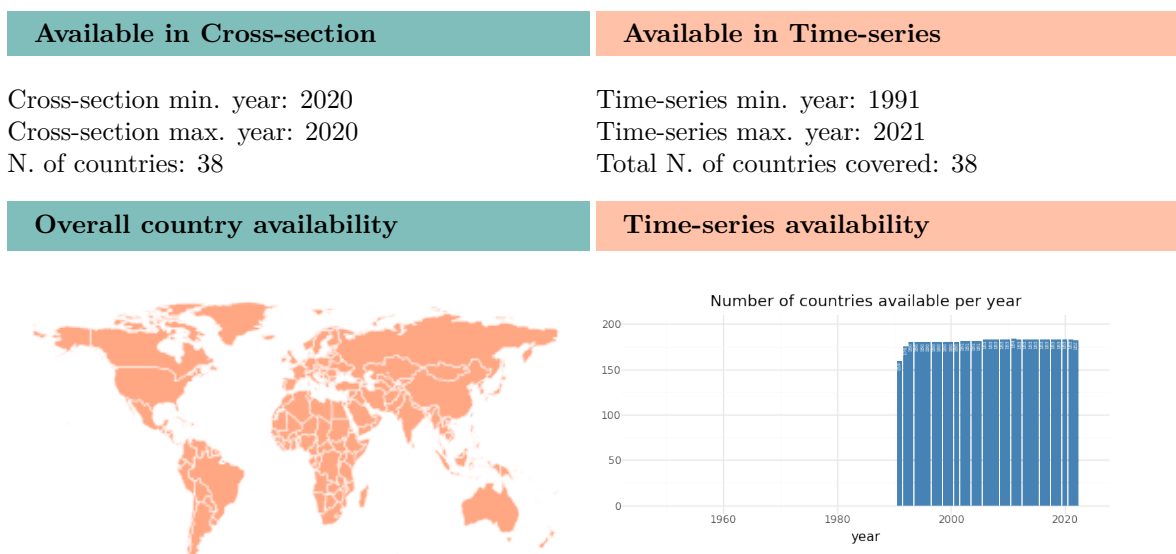 Available in Cross-section
Available in Time-series
Cross-section min. year: 2020
Cross-section max. year: 2020
N. of countries: 38
Time-series min. year: 1991
Time-series max. year: 2021
Total N. of countries covered: 38
Overall country availability
Time-series availability
Number of countries available per year
200
150
100
50
0
1960
1980
2000
2020
year